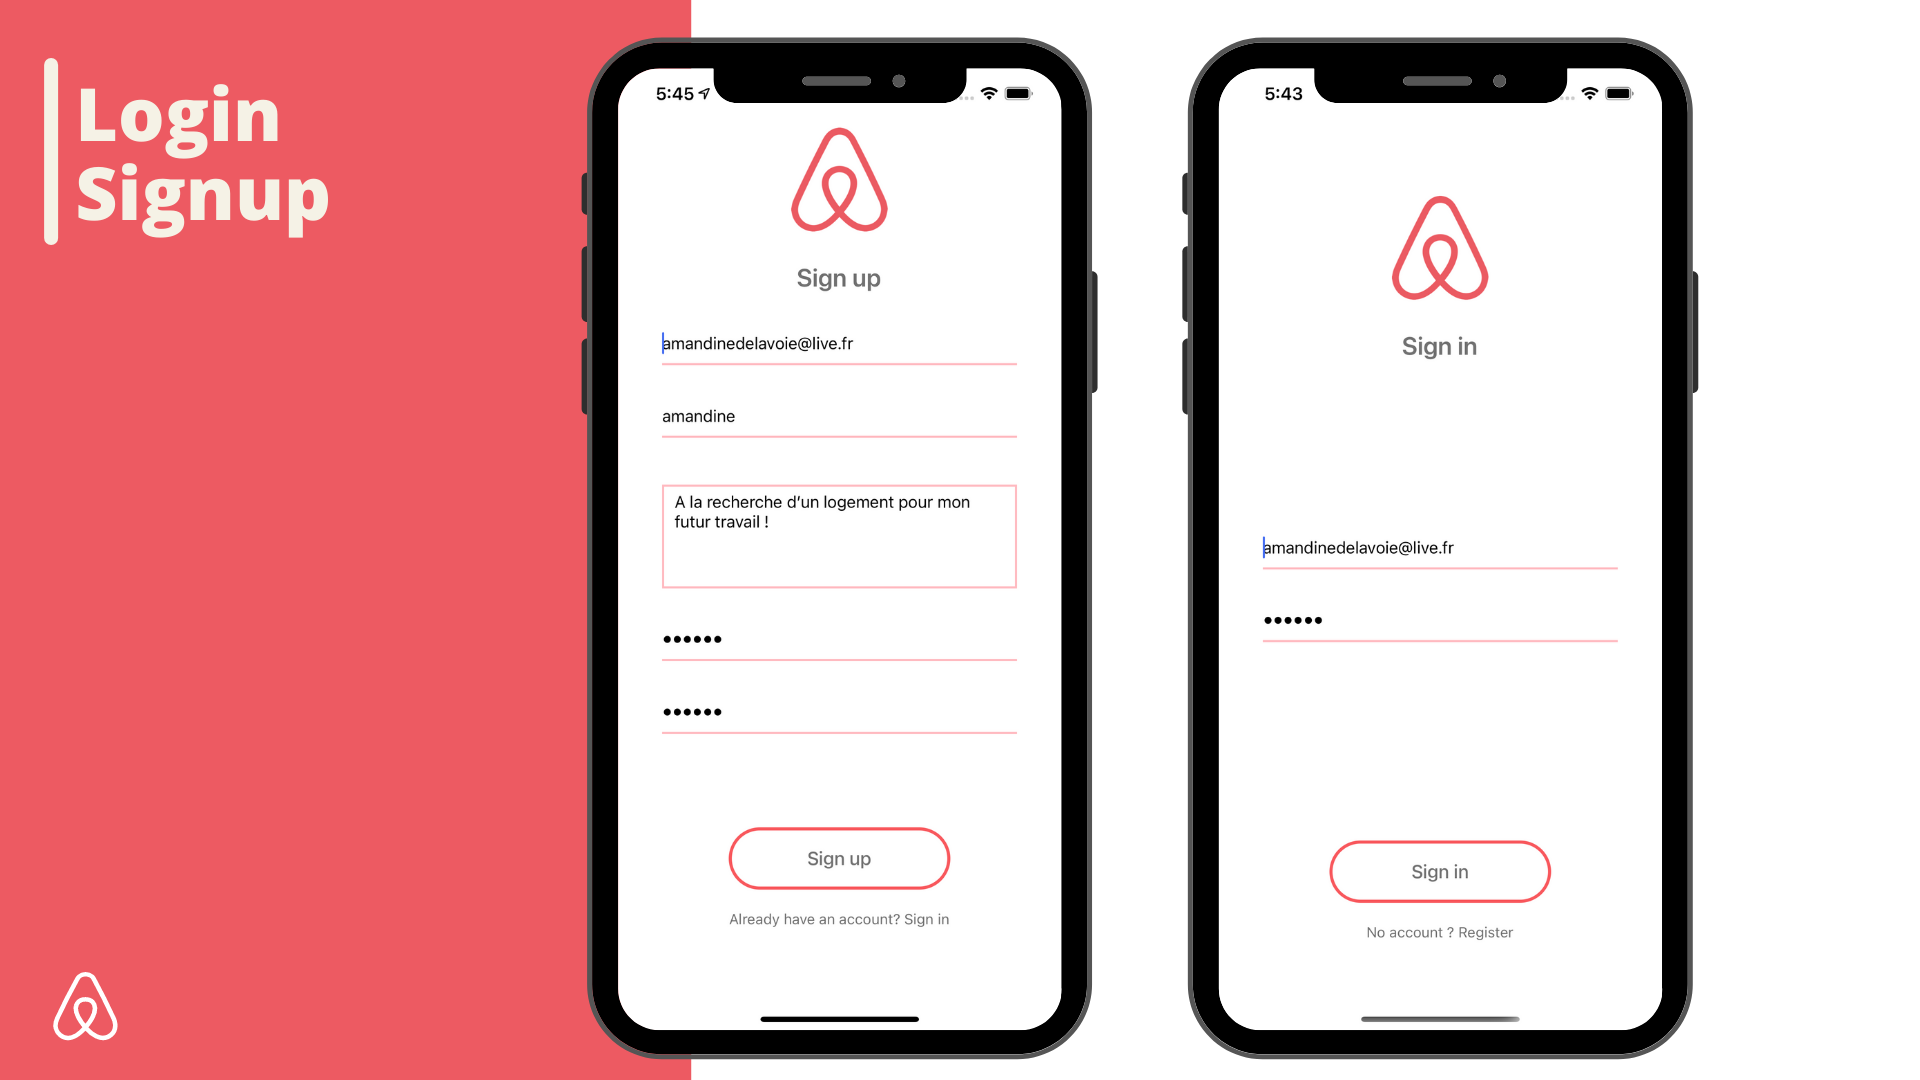 Login
Signup
5:45
Sign up
amandinedelavoie@live.fr
amandine
A la recherche d'un logement pour mon
futur travail !
••••••
••••••
Sign up
Already have an account? Sign in
5:43
Sign in
amandinedelavoie@live.fr
••••••
Sign in
No account ? Register